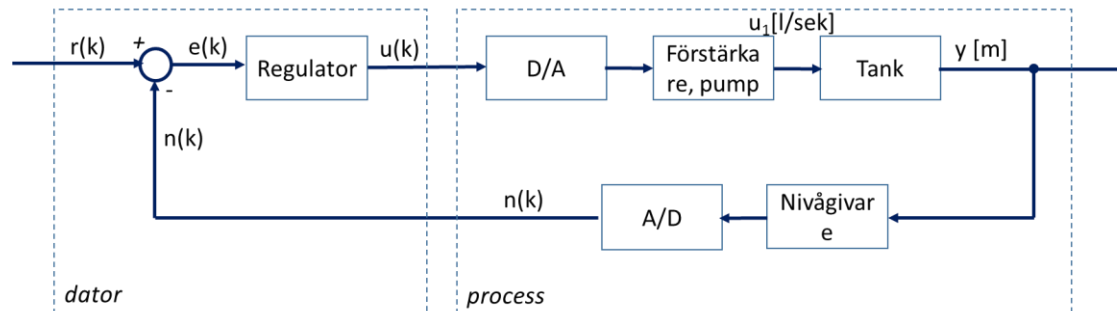 u₁[l/sek]
r(k)
+
e(k)
u(k)
y [m]
Regulator
D/A
Förstärka
re, pump
Tank
-
n(k)
n(k)
A/D
Nivågivar
e
dator
process